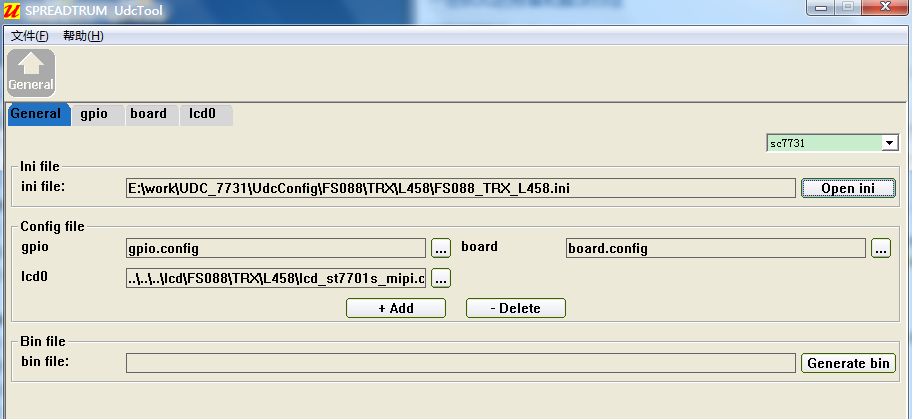 SPREADTRUM UdcTool
文件(F) 帮助(H)
General
General gpio board lcd0
sc7731
Ini file
ini file: E:\work\UDC_7731\UdcConfig\FS088\TRX\L458\FS088_TRX_L458.ini Open ini
Config file
gpio gpio.config ... board board.config ...
lcd0 ..\..\..\lcd\FS088\TRX\L458\lcd_st7701s_mipi.c ...
+ Add - Delete
Bin file
bin file: Generate bin